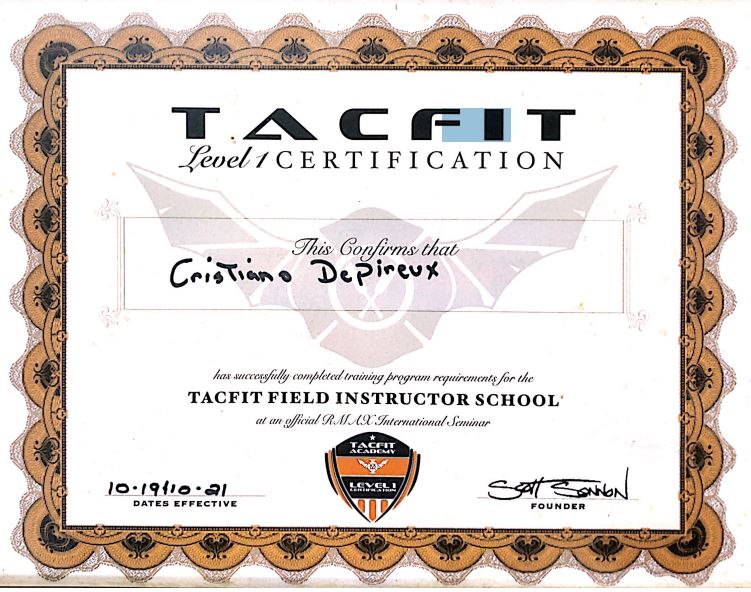 TACFIT
Level 1 CERTIFICATION
This Confirms that
Cristiano Depireux
has successfully completed training program requirements for the
TACFIT FIELD INSTRUCTOR SCHOOL
at an official RMAX International Seminar
TACFIT
ACADEMY
LEVEL 1
CERTIFICATION
10-19110-21
DATES EFFECTIVE
Scott Sonnon
FOUNDER